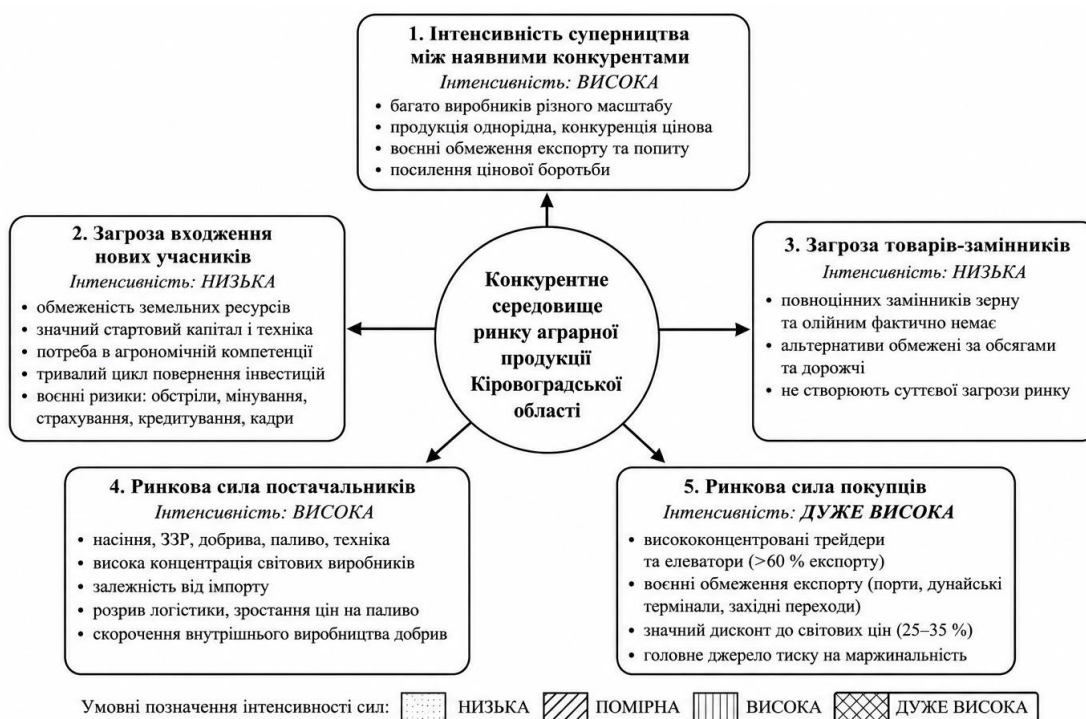 1. Інтенсивність суперництва
між наявними конкурентами
Інтенсивність: ВИСОКА
• багато виробників різного масштабу
• продукція однорідна, конкуренція цінова
• воєнні обмеження експорту та попиту
• посилення цінової боротьби
2. Загроза входження
нових учасників
Інтенсивність: НИЗЬКА
• обмеженість земельних ресурсів
• значний стартовий капітал і техніка
• потреба в агрономічній компетенції
• тривалий цикл повернення інвестицій
• воєнні ризики: обстріли, мінування,
страхування, кредитування, кадри
Конкурентне
середовище
ринку аграрної
продукції
Кіровоградської
області
3. Загроза товарів-замінників
Інтенсивність: НИЗЬКА
• повноцінних замінників зерну
та олійним фактично немає
• альтернативи обмежені за обсягами
та дорожчі
• не створюють суттєвої загрози ринку
4. Ринкова сила постачальників
Інтенсивність: ВИСОКА
• насіння, ЗЗР, добрива, паливо, техніка
• висока концентрація світових виробників
• залежність від імпорту
• розрив логістики, зростання цін на паливо
• скорочення внутрішнього виробництва добрив
5. Ринкова сила покупців
Інтенсивність: ДУЖЕ ВИСОКА
• висококонцентровані трейдери
та елеватори (>60 % експорту)
• воєнні обмеження експорту (порти, дунайські
термінали, західні переходи)
• значний дисконт до світових цін (25–35 %)
• головне джерело тиску на маржинальність
Умовні позначення інтенсивності сил: НИЗЬКА ПОМІРНА ВИСОКА ДУЖЕ ВИСОКА